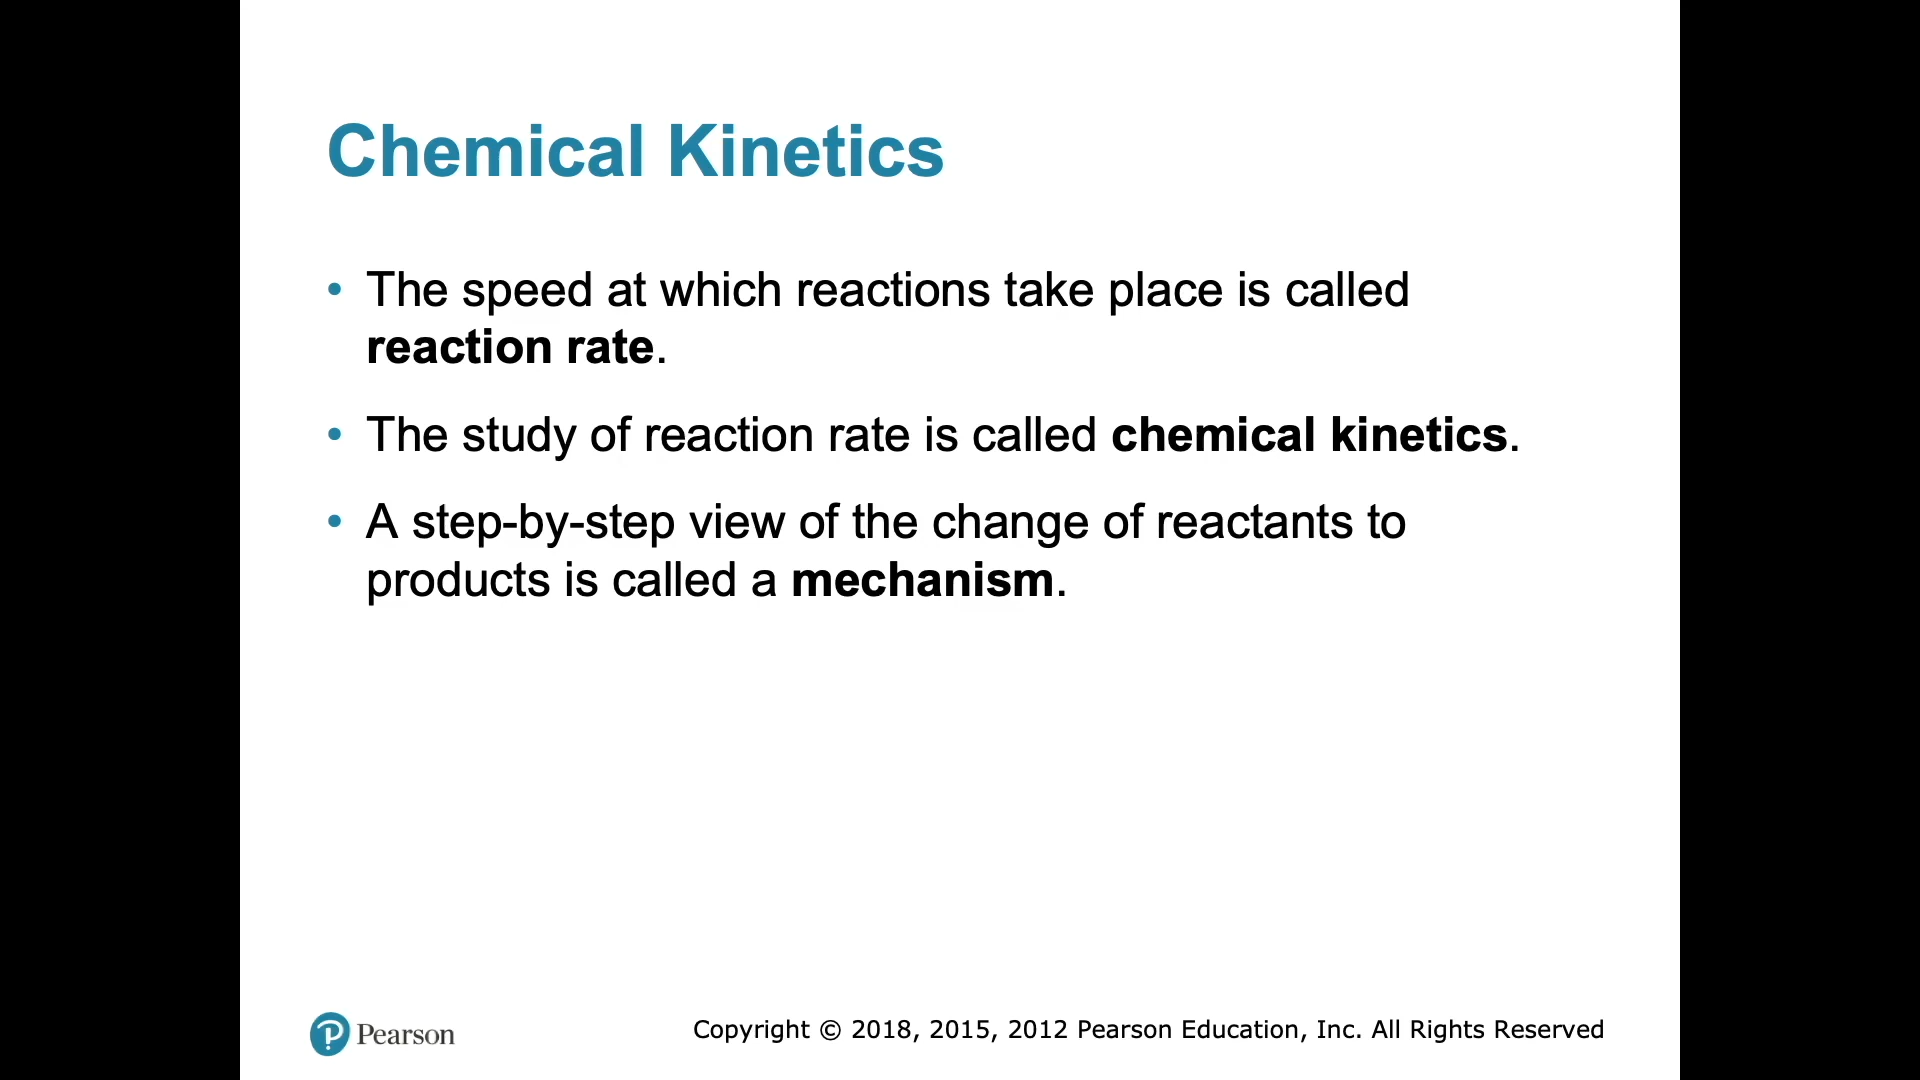 Chemical Kinetics
• The speed at which reactions take place is called
reaction rate.
• The study of reaction rate is called chemical kinetics.
• A step-by-step view of the change of reactants to
products is called a mechanism.
Pearson
Copyright © 2018, 2015, 2012 Pearson Education, Inc. All Rights Reserved